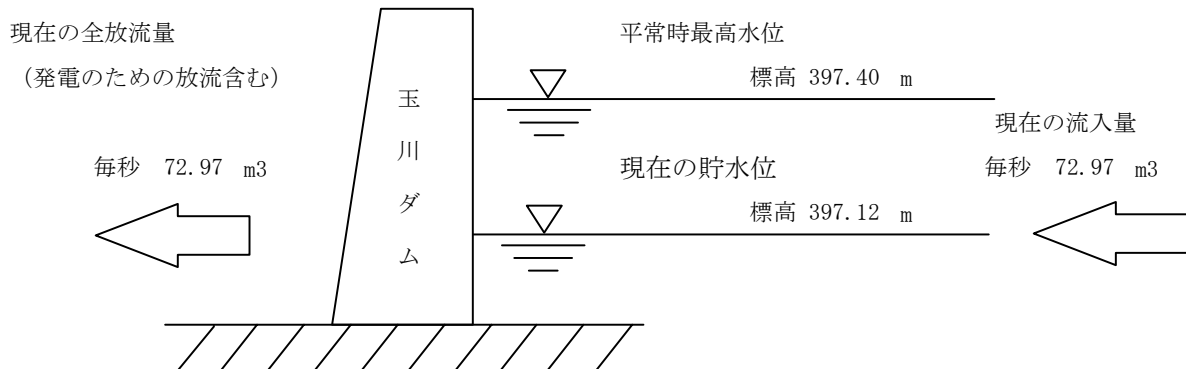 現在の全放流量
（発電のための放流含む）
毎秒 72.97 m3
玉川ダム
平常時最高水位
標高 397.40 m
現在の貯水位
標高 397.12 m
現在の流入量
毎秒 72.97 m3